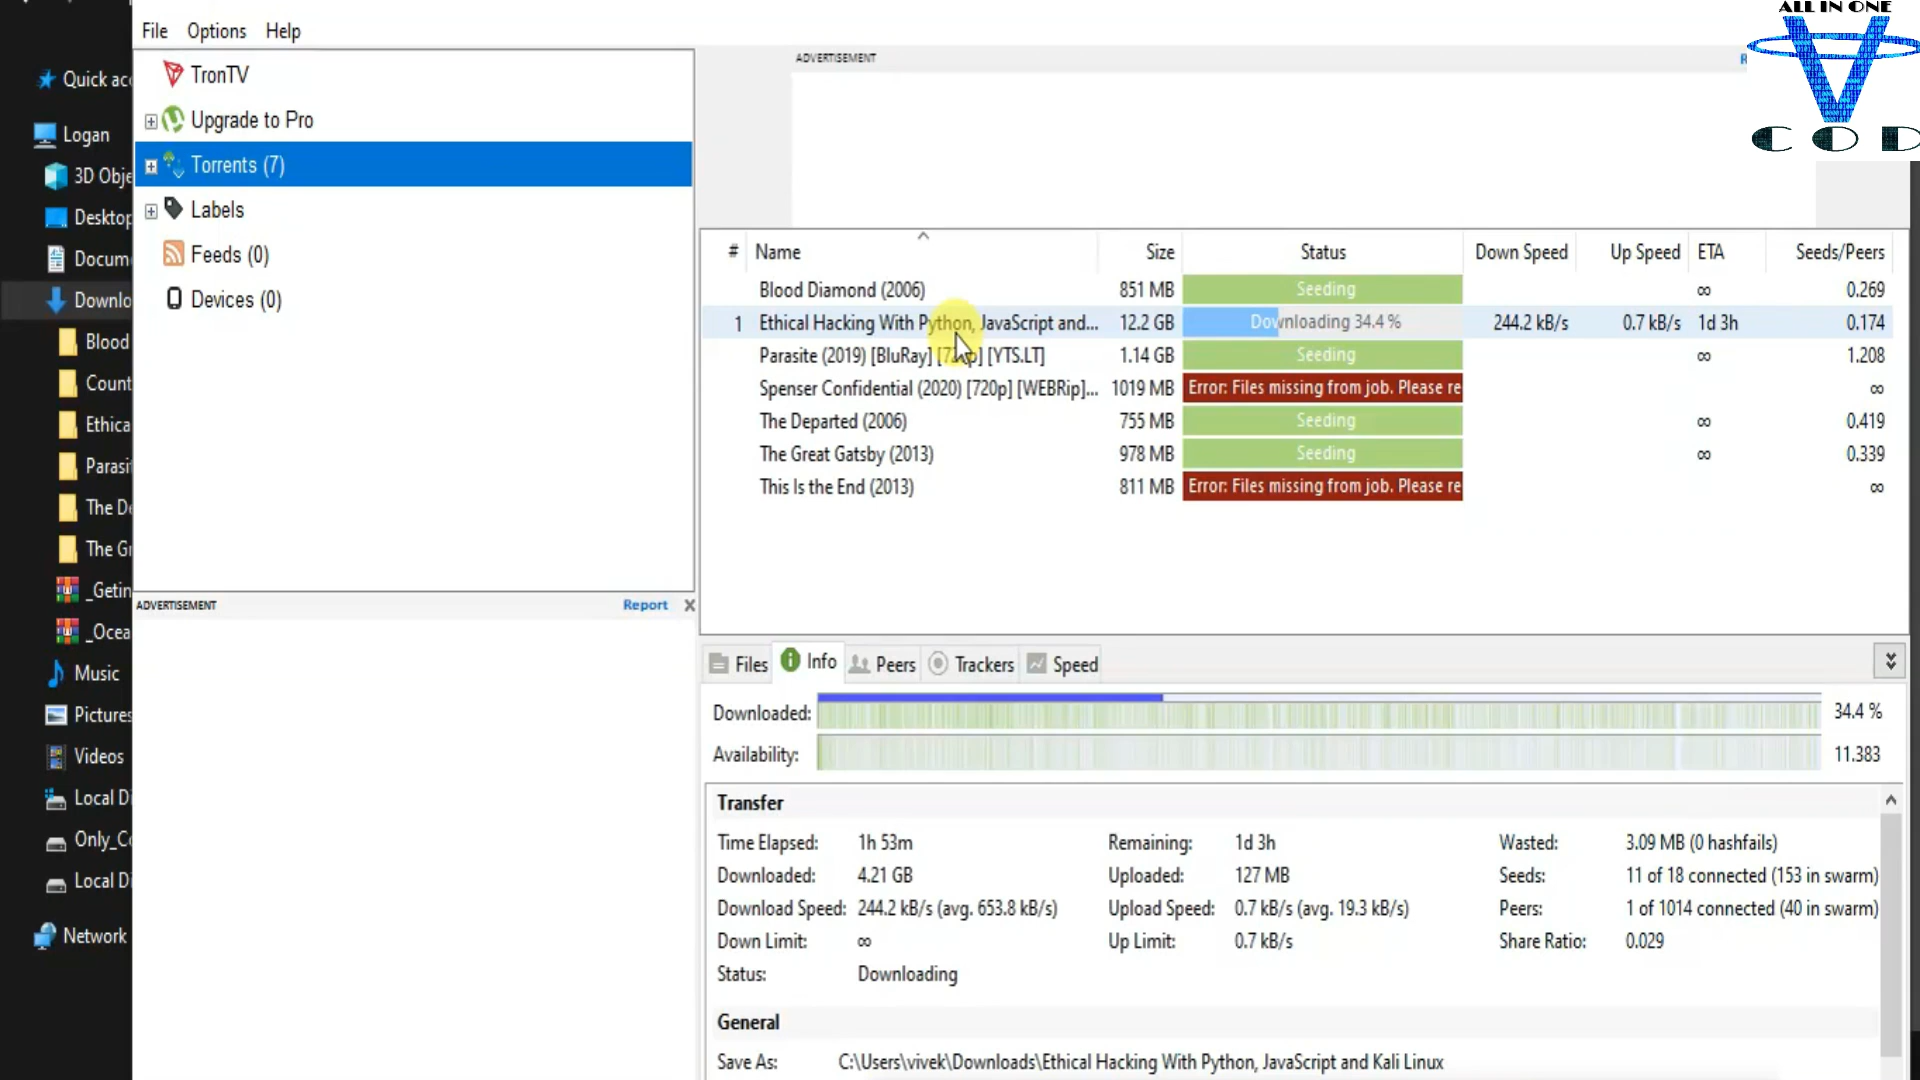 ALL IN ONE
COD
File Options Help
Quick acc
Logan
3D Obje
Desktop
Docum
Downlo
Blood
Count
Ethica
Parasi
The De
The Gr
_Getin
_Ocea
Music
Pictures
Videos
Local Di
Only_Co
Local Di
Network
TronTV
Upgrade to Pro
Torrents (7)
Labels
Feeds (0)
Devices (0)
ADVERTISEMENT Report X
ADVERTISEMENT R
# Name Size Status Down Speed Up Speed ETA Seeds/Peers
Blood Diamond (2006) 851 MB Seeding ∞ 0.269
1 Ethical Hacking With Python, JavaScript and... 12.2 GB Downloading 34.4 % 244.2 kB/s 0.7 kB/s 1d 3h 0.174
Parasite (2019) [BluRay] [720p] [YTS.LT] 1.14 GB Seeding ∞ 1.208
Spenser Confidential (2020) [720p] [WEBRip]... 1019 MB Error: Files missing from job. Please re ∞
The Departed (2006) 755 MB Seeding ∞ 0.419
The Great Gatsby (2013) 978 MB Seeding ∞ 0.339
This Is the End (2013) 811 MB Error: Files missing from job. Please re ∞
Files Info Peers Trackers Speed
Downloaded: 34.4 %
Availability: 11.383
Transfer
Time Elapsed: 1h 53m Remaining: 1d 3h Wasted: 3.09 MB (0 hashfails)
Downloaded: 4.21 GB Uploaded: 127 MB Seeds: 11 of 18 connected (153 in swarm)
Download Speed: 244.2 kB/s (avg. 653.8 kB/s) Upload Speed: 0.7 kB/s (avg. 19.3 kB/s) Peers: 1 of 1014 connected (40 in swarm)
Down Limit: ∞ Up Limit: 0.7 kB/s Share Ratio: 0.029
Status: Downloading
General
Save As: C:\Users\vivek\Downloads\Ethical Hacking With Python, JavaScript and Kali Linux